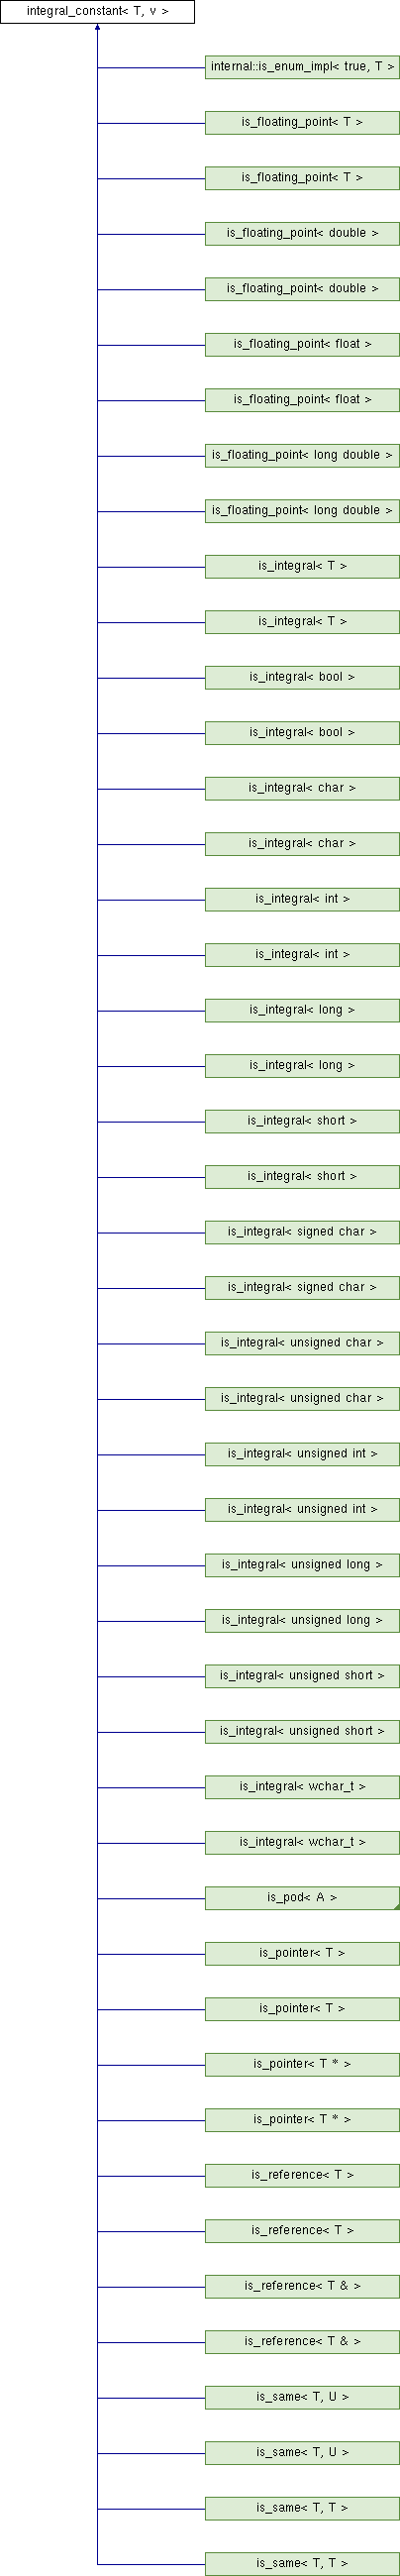 integral_constant< T, v >
internal::is_enum_impl< true, T >
is_floating_point< T >
is_floating_point< T >
is_floating_point< double >
is_floating_point< double >
is_floating_point< float >
is_floating_point< float >
is_floating_point< long double >
is_floating_point< long double >
is_integral< T >
is_integral< T >
is_integral< bool >
is_integral< bool >
is_integral< char >
is_integral< char >
is_integral< int >
is_integral< int >
is_integral< long >
is_integral< long >
is_integral< short >
is_integral< short >
is_integral< signed char >
is_integral< signed char >
is_integral< unsigned char >
is_integral< unsigned char >
is_integral< unsigned int >
is_integral< unsigned int >
is_integral< unsigned long >
is_integral< unsigned long >
is_integral< unsigned short >
is_integral< unsigned short >
is_integral< wchar_t >
is_integral< wchar_t >
is_pod< A >
is_pointer< T >
is_pointer< T >
is_pointer< T * >
is_pointer< T * >
is_reference< T >
is_reference< T >
is_reference< T & >
is_reference< T & >
is_same< T, U >
is_same< T, U >
is_same< T, T >
is_same< T, T >